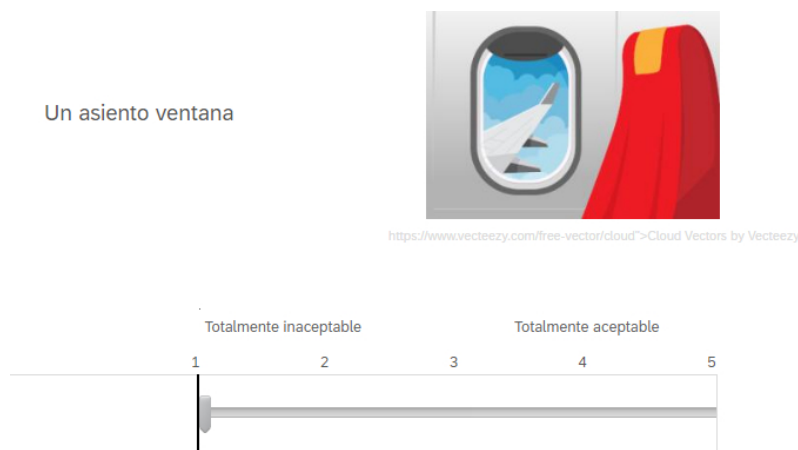 Un asiento ventana
https://www.vecteezy.com/free-vector/cloud">Cloud Vectors by Vecteezy
Totalmente inaceptable Totalmente aceptable
1 2 3 4 5